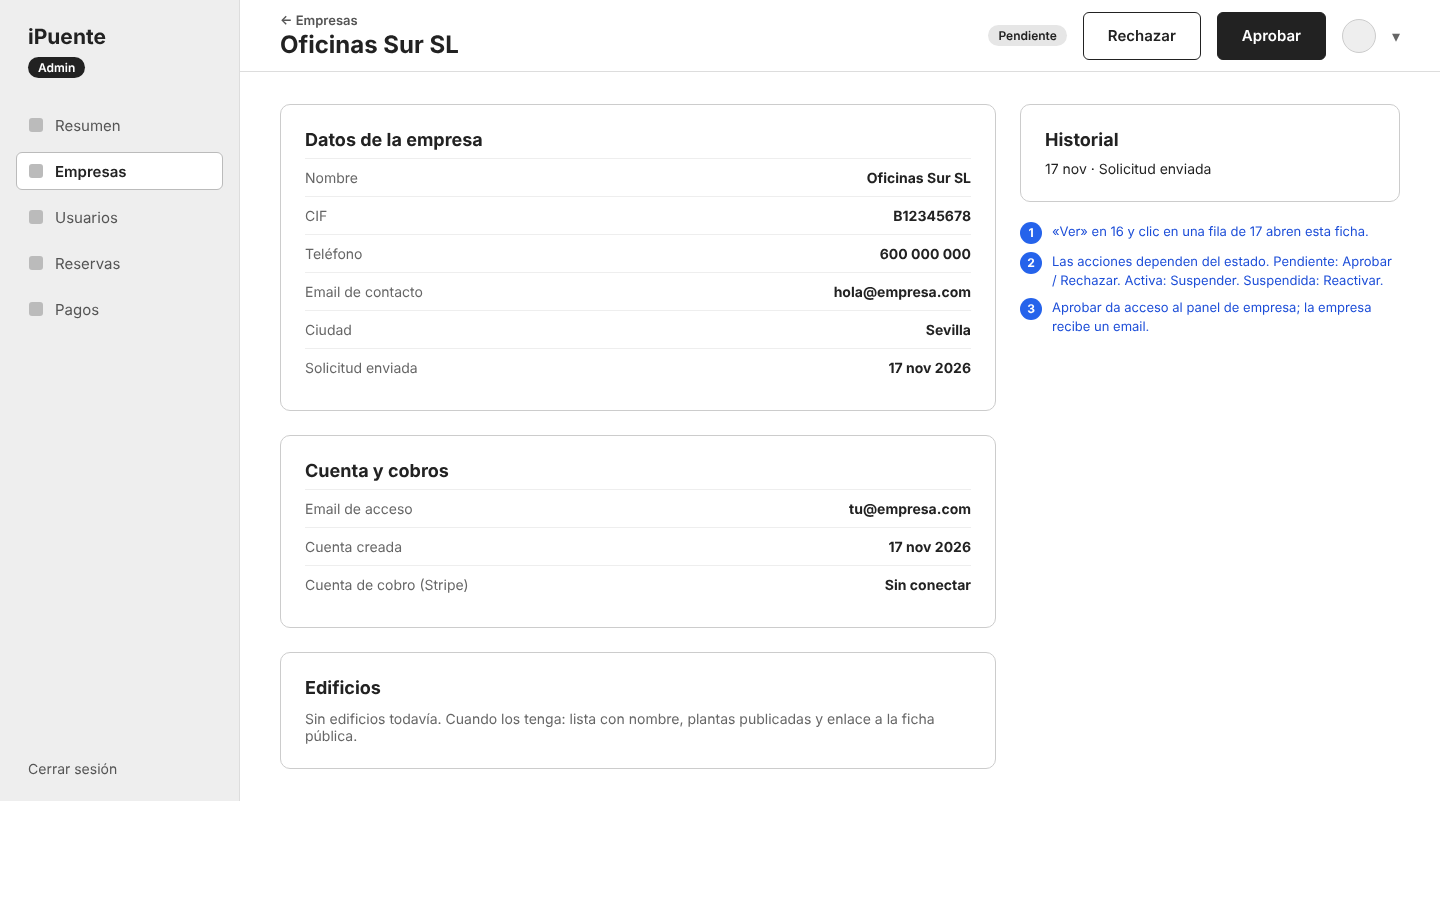 iPuente
Admin
Resumen
Empresas
Usuarios
Reservas
Pagos
Cerrar sesión
← Empresas
Oficinas Sur SL
Pendiente
Rechazar
Aprobar
▼
Datos de la empresa
Nombre Oficinas Sur SL
CIF B12345678
Teléfono 600 000 000
Email de contacto hola@empresa.com
Ciudad Sevilla
Solicitud enviada 17 nov 2026
Cuenta y cobros
Email de acceso tu@empresa.com
Cuenta creada 17 nov 2026
Cuenta de cobro (Stripe) Sin conectar
Edificios
Sin edificios todavía. Cuando los tenga: lista con nombre, plantas publicadas y enlace a la ficha
pública.
Historial
17 nov · Solicitud enviada
1 «Ver» en 16 y clic en una fila de 17 abren esta ficha.
2 Las acciones dependen del estado. Pendiente: Aprobar
/ Rechazar. Activa: Suspender. Suspendida: Reactivar.
3 Aprobar da acceso al panel de empresa; la empresa
recibe un email.